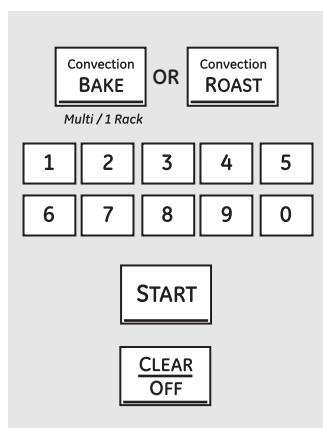 Convection Convection
BAKE OR ROAST
Multi / 1 Rack
1 2 3 4 5
6 7 8 9 0
START
CLEAR
OFF